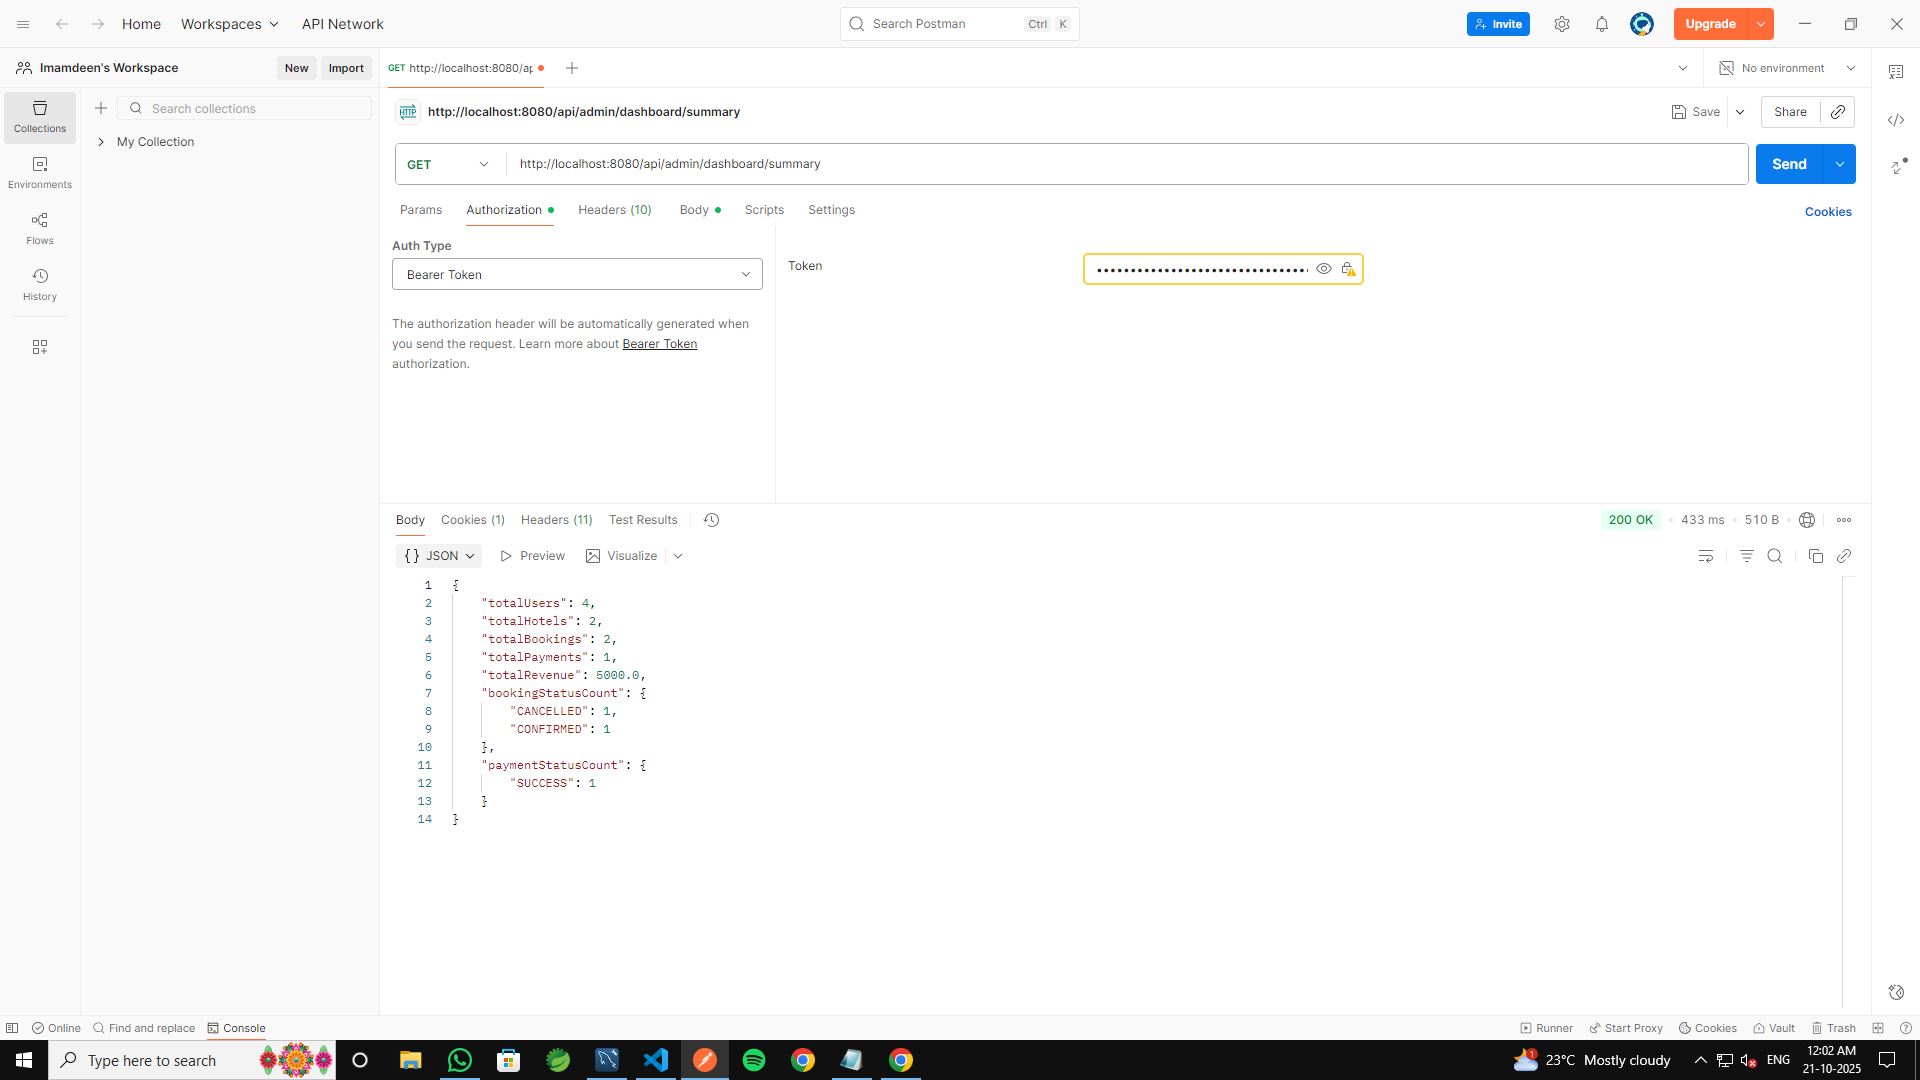 Home
Workspaces
API Network
Search Postman
Ctrl K
Invite
Upgrade
Imamdeen's Workspace
New
Import
GET http://localhost:8080/ap
No environment
Collections
Search collections
My Collection
Environments
Flows
History
HTTP
http://localhost:8080/api/admin/dashboard/summary
Save
Share
GET
http://localhost:8080/api/admin/dashboard/summary
Send
Params
Authorization
Headers (10)
Body
Scripts
Settings
Cookies
Auth Type
Bearer Token
The authorization header will be automatically generated when
you send the request. Learn more about Bearer Token
authorization.
Token
Body
Cookies (1)
Headers (11)
Test Results
200 OK
433 ms
510 B
{} JSON
Preview
Visualize
1 {
2 "totalUsers": 4,
3 "totalHotels": 2,
4 "totalBookings": 2,
5 "totalPayments": 1,
6 "totalRevenue": 5000.0,
7 "bookingStatusCount": {
8 "CANCELLED": 1,
9 "CONFIRMED": 1
10 },
11 "paymentStatusCount": {
12 "SUCCESS": 1
13 }
14 }
Online
Find and replace
Console
Runner
Start Proxy
Cookies
Vault
Trash
Type here to search
1
23°C Mostly cloudy
ENG
12:02 AM
21-10-2025